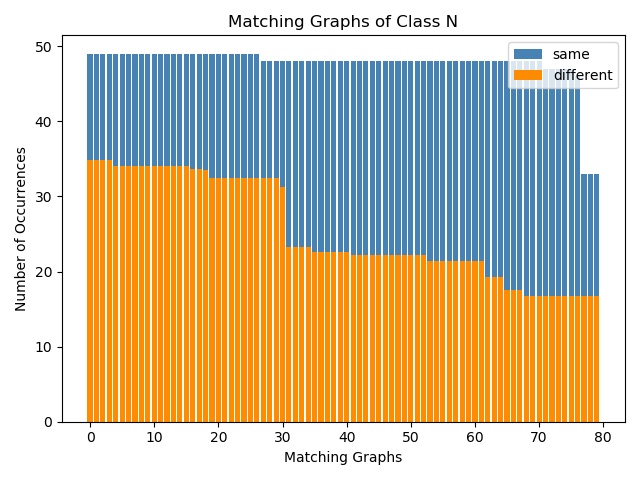 Matching Graphs of Class N
same
different
Number of Occurrences
50
40
30
20
10
0
0 10 20 30 40 50 60 70 80
Matching Graphs